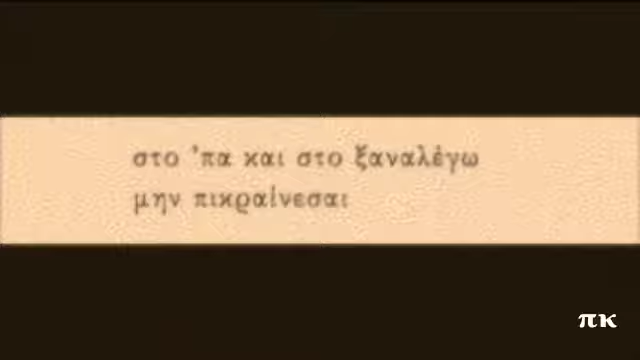 στο 'πα και στο ξαναλέγω
μην πικραίνεσαι
πκ